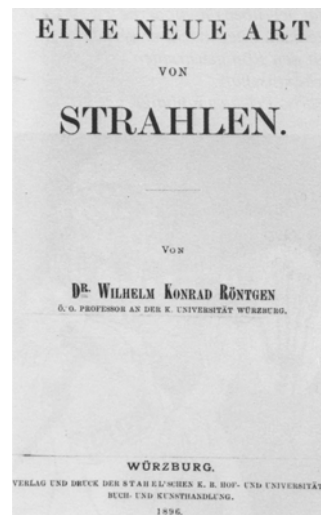 EINE NEUE ART
VON
STRAHLEN.
VON
DR. WILHELM KONRAD RÖNTGEN
Ö. O. PROFESSOR AN DER K. UNIVERSITÄT WÜRZBURG.
WÜRZBURG.
VERLAG UND DRUCK DER STAHEL'SCHEN K. B. HOF- UND UNIVERSITÄT
BUCH- UND KUNSTHANDLUNG.
1896.